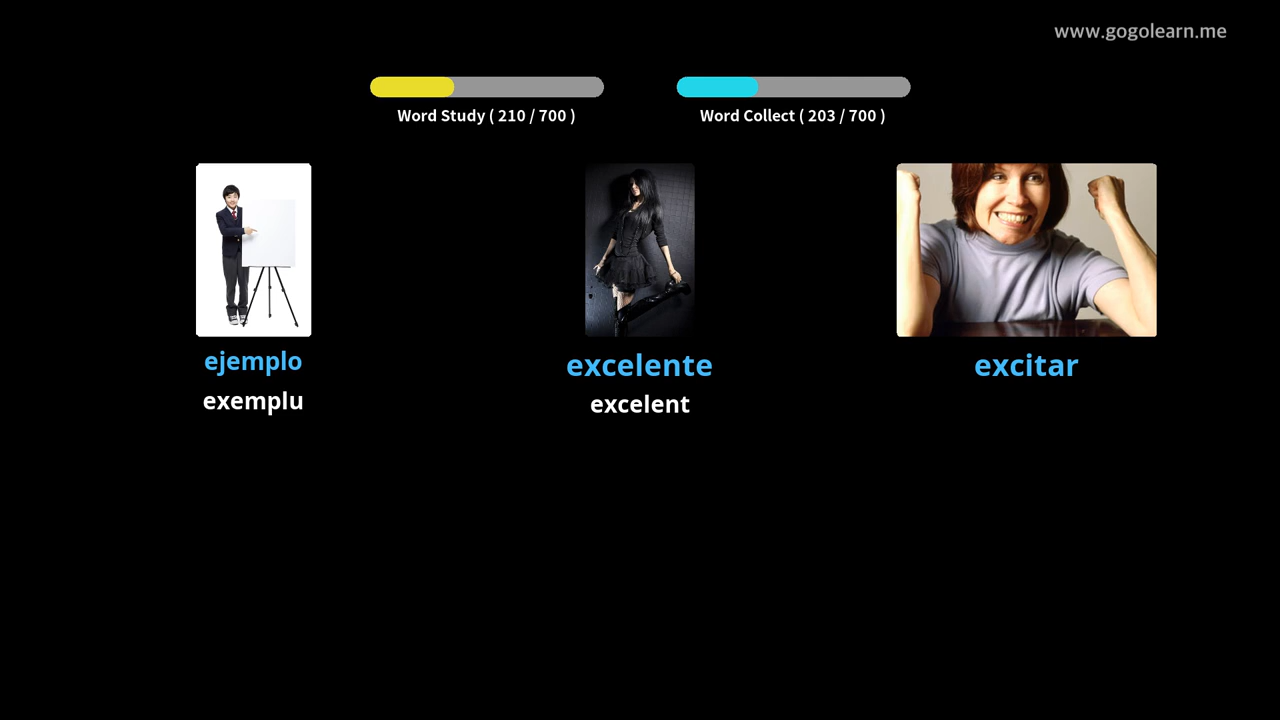 www.gogolearn.me
Word Study ( 210 / 700 )
Word Collect ( 203 / 700 )
ejemplo
exemplu
excelente
excelent
excitar